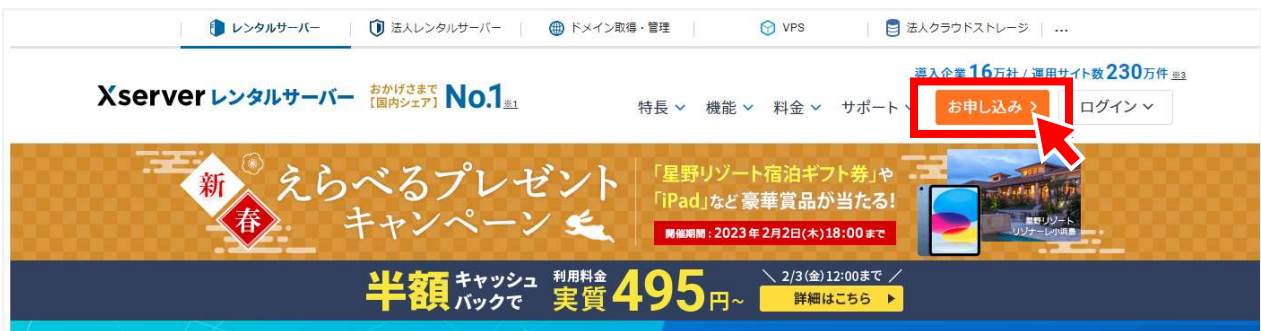 レンタルサーバー 法人レンタルサーバー ドメイン取得・管理 VPS 法人クラウドストレージ ...
導入企業16万社 / 運用サイト数230万件 ※3
Xserver レンタルサーバー おかげさまで【国内シェア】 No.1 ※1
特長 機能 料金 サポート お申し込み ログイン
新春 えらべるプレゼント
キャンペーン
「星野リゾート宿泊ギフト券」や
「iPad」など豪華賞品が当たる!
開催期間:2023年2月2日(木)18:00まで
星野リゾート
リゾナーレ小浜島
半額 キャッシュバックで 利用料金 実質 495円~
\ 2/3(金)12:00まで /
詳細はこちら